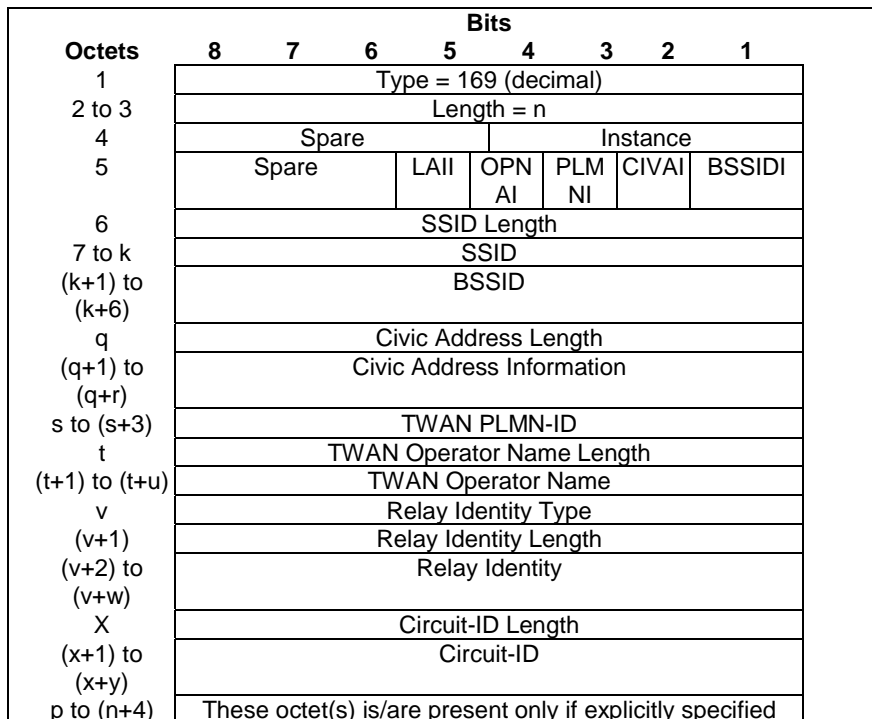 Bits
Octets 8 7 6 5 4 3 2 1
1 Type = 169 (decimal)
2 to 3 Length = n
4 Spare Instance
5 Spare LAII OPN PLM CIVAI BSSIDI
AI NI
6 SSID Length
7 to k SSID
(k+1) to BSSID
(k+6)
q Civic Address Length
(q+1) to Civic Address Information
(q+r)
s to (s+3) TWAN PLMN-ID
t TWAN Operator Name Length
(t+1) to (t+u) TWAN Operator Name
v Relay Identity Type
(v+1) Relay Identity Length
(v+2) to Relay Identity
(v+w)
X Circuit-ID Length
(x+1) to Circuit-ID
(x+y)
p to (n+4) These octet(s) is/are present only if explicitly specified